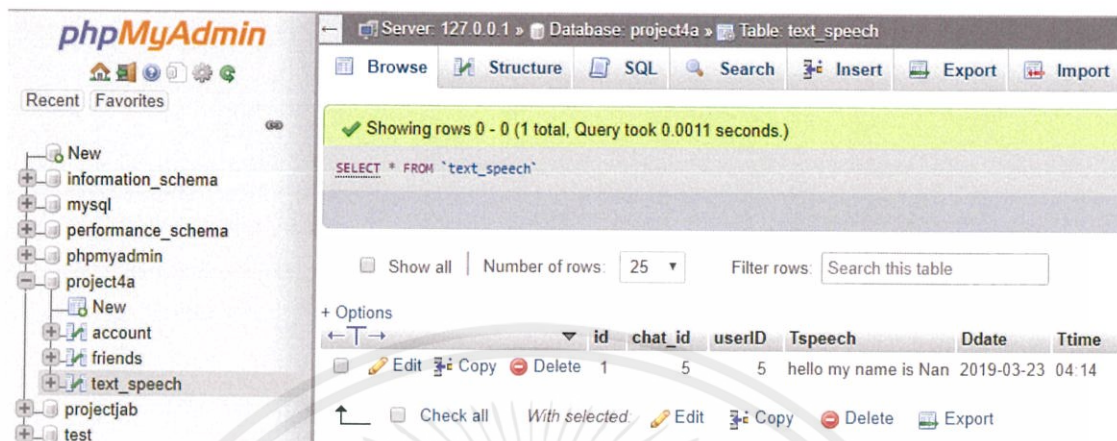 phpMyAdmin
Recent Favorites
New
information_schema
mysql
performance_schema
phpmyadmin
project4a
New
account
friends
text_speech
projectjab
test
Server: 127.0.0.1 » Database: project4a » Table: text_speech
Browse Structure SQL Search Insert Export Import
Showing rows 0 - 0 (1 total, Query took 0.0011 seconds.)
SELECT * FROM `text_speech`
Show all Number of rows: 25 Filter rows: Search this table
+ Options
id chat_id userID Tspeech Ddate Ttime
Edit Copy Delete 1 5 5 hello my name is Nan 2019-03-23 04:14
Check all With selected: Edit Copy Delete Export